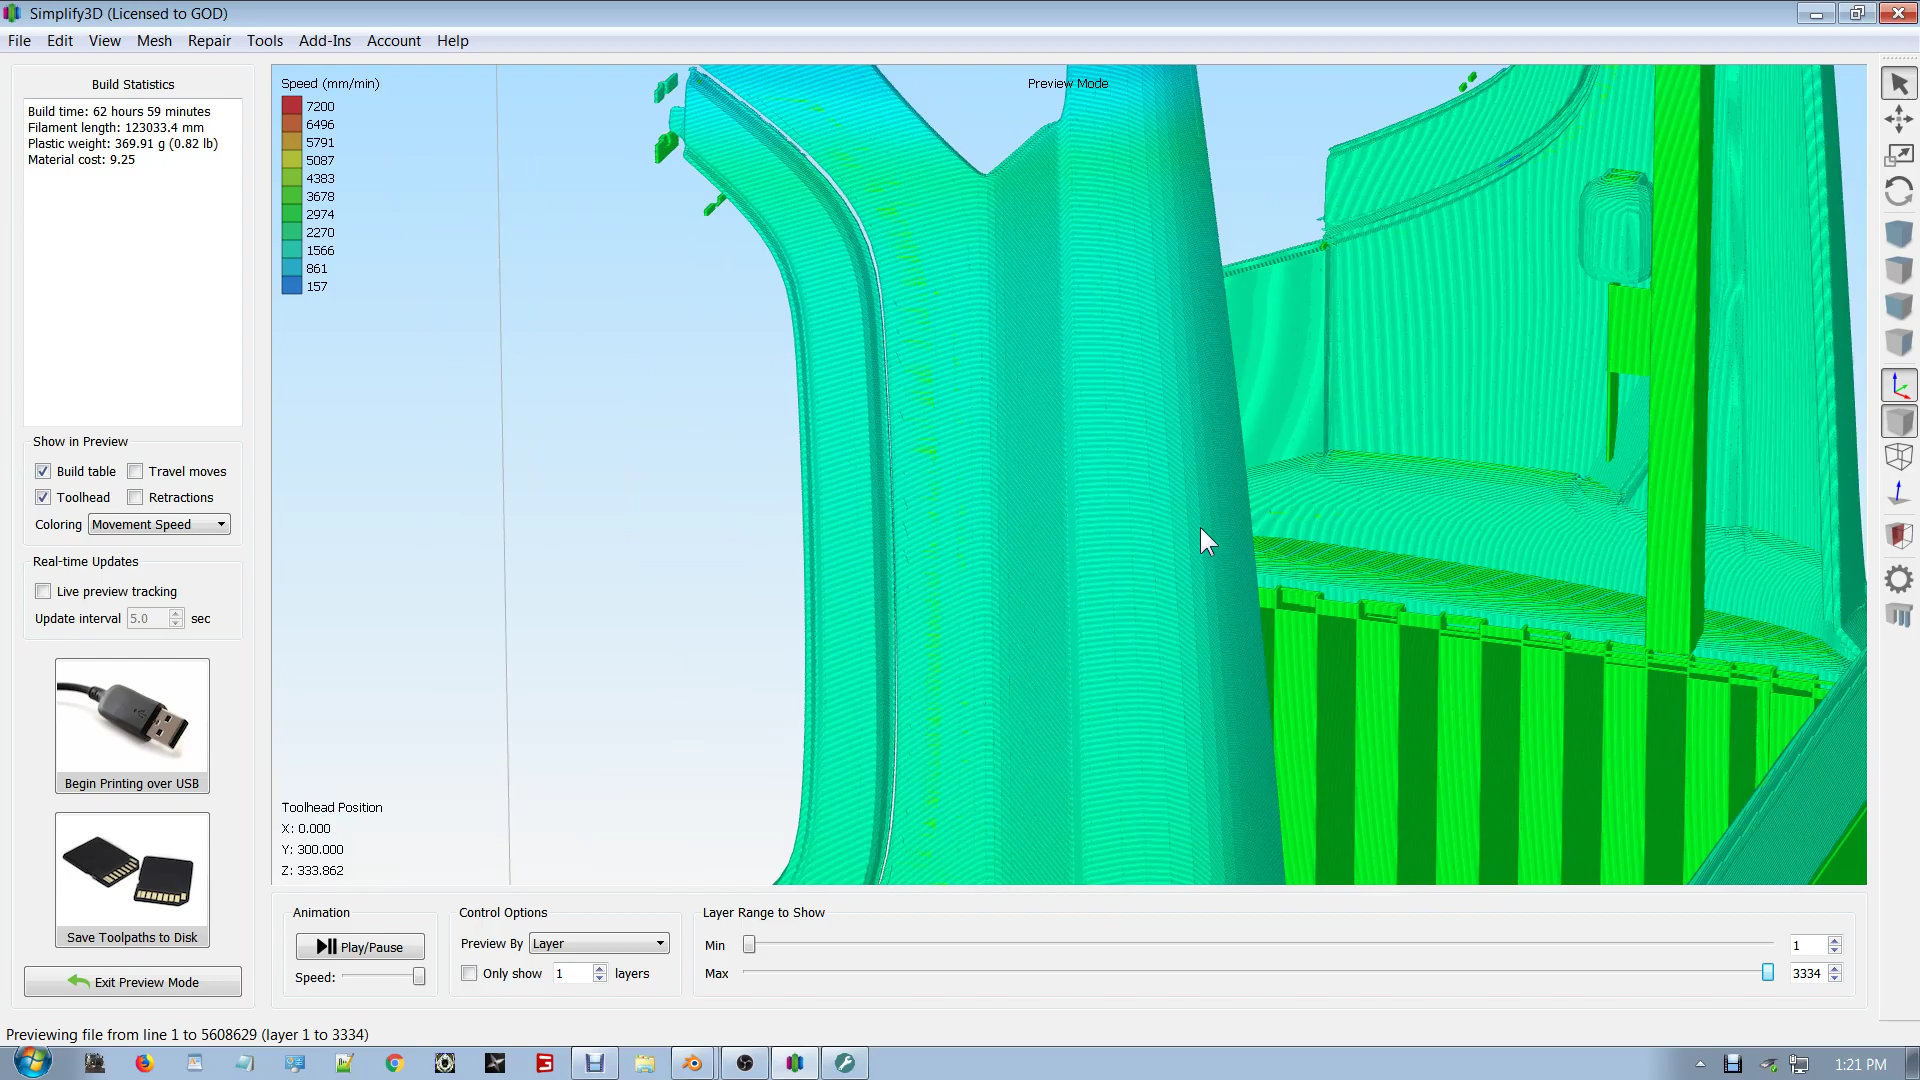 Simplify3D (Licensed to GOD)
File Edit View Mesh Repair Tools Add-Ins Account Help
Build Statistics
Build time: 62 hours 59 minutes
Filament length: 123033.4 mm
Plastic weight: 369.91 g (0.82 lb)
Material cost: 9.25
Show in Preview
Build table Travel moves
Toolhead Retractions
Coloring Movement Speed
Real-time Updates
Live preview tracking
Update interval 5.0 sec
Begin Printing over USB
Save Toolpaths to Disk
Exit Preview Mode
Speed (mm/min)
7200
6496
5791
5087
4383
3678
2974
2270
1566
861
157
Preview Mode
Toolhead Position
X: 0.000
Y: 300.000
Z: 333.862
Animation
Play/Pause
Speed:
Control Options
Preview By Layer
Only show 1 layers
Layer Range to Show
Min 1
Max 3334
Previewing file from line 1 to 5608629 (layer 1 to 3334)
1:21 PM